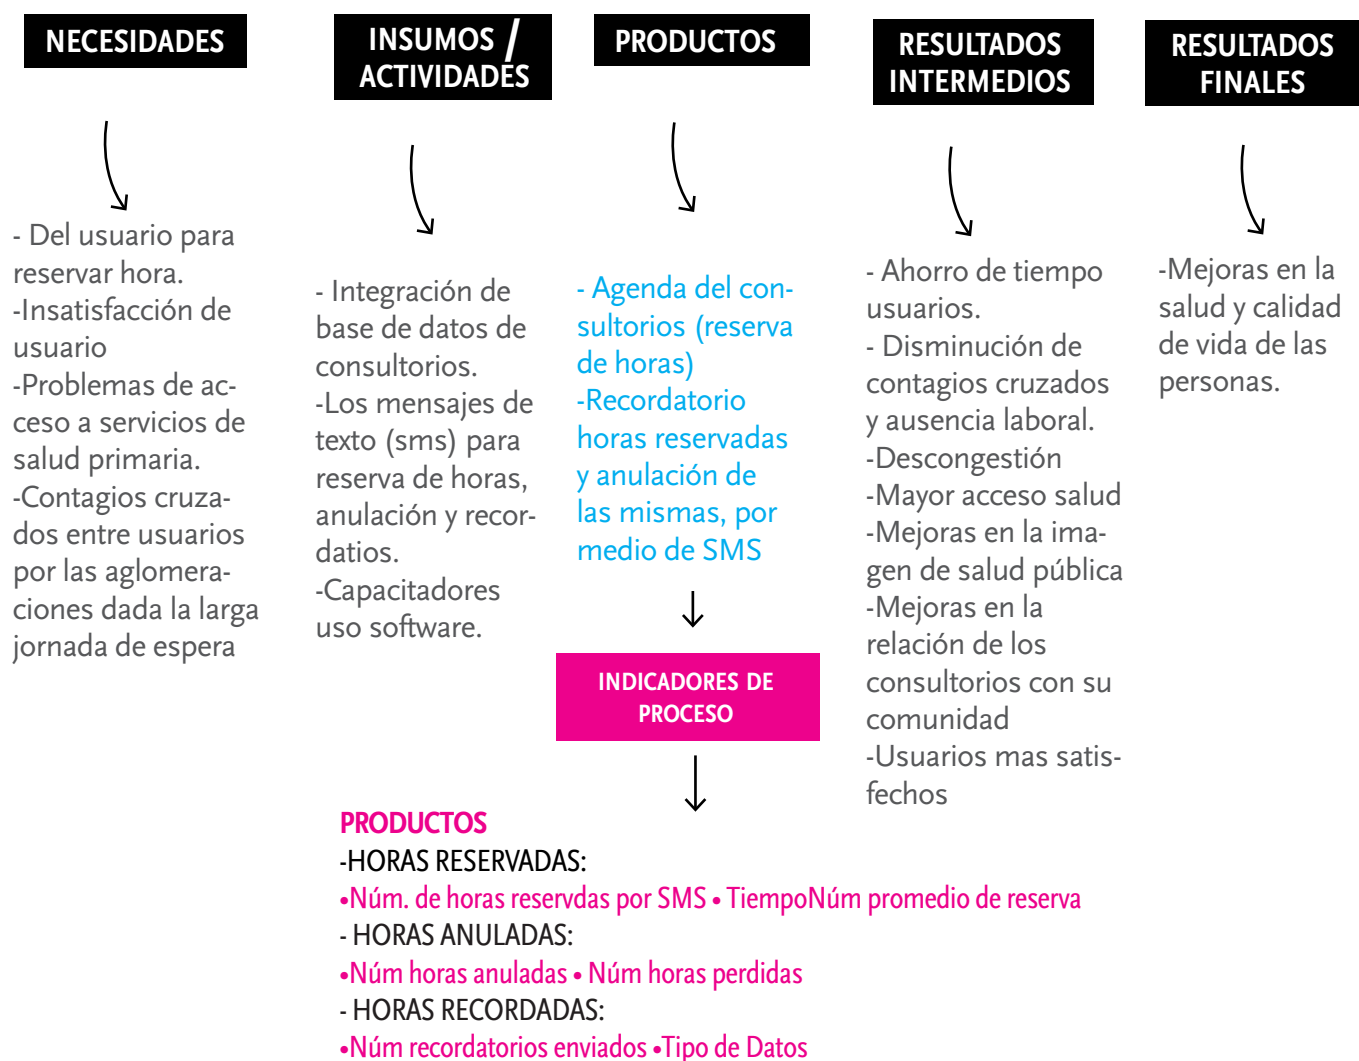 NECESIDADES
- Del usuario para
reservar hora.
-Insatisfacción de
usuario
-Problemas de ac-
ceso a servicios de
salud primaria.
-Contagios cruza-
dos entre usuarios
por las aglomera-
ciones dada la larga
jornada de espera
INSUMOS /
ACTIVIDADES
- Integración de
base de datos de
consultorios.
-Los mensajes de
texto (sms) para
reserva de horas,
anulación y recor-
datios.
-Capacitadores
uso software.
PRODUCTOS
- Agenda del con-
sultorios (reserva
de horas)
-Recordatorio
horas reservadas
y anulación de
las mismas, por
medio de SMS
INDICADORES DE
PROCESO
PRODUCTOS
-HORAS RESERVADAS:
•Núm. de horas reservdas por SMS • TiempoNúm promedio de reserva
- HORAS ANULADAS:
•Núm horas anuladas • Núm horas perdidas
- HORAS RECORDADAS:
•Núm recordatorios enviados •Tipo de Datos
RESULTADOS
INTERMEDIOS
- Ahorro de tiempo
usuarios.
- Disminución de
contagios cruzados
y ausencia laboral.
-Descongestión
-Mayor acceso salud
-Mejoras en la ima-
gen de salud pública
-Mejoras en la
relación de los
consultorios con su
comunidad
-Usuarios mas satis-
fechos
RESULTADOS
FINALES
-Mejoras en la
salud y calidad
de vida de las
personas.